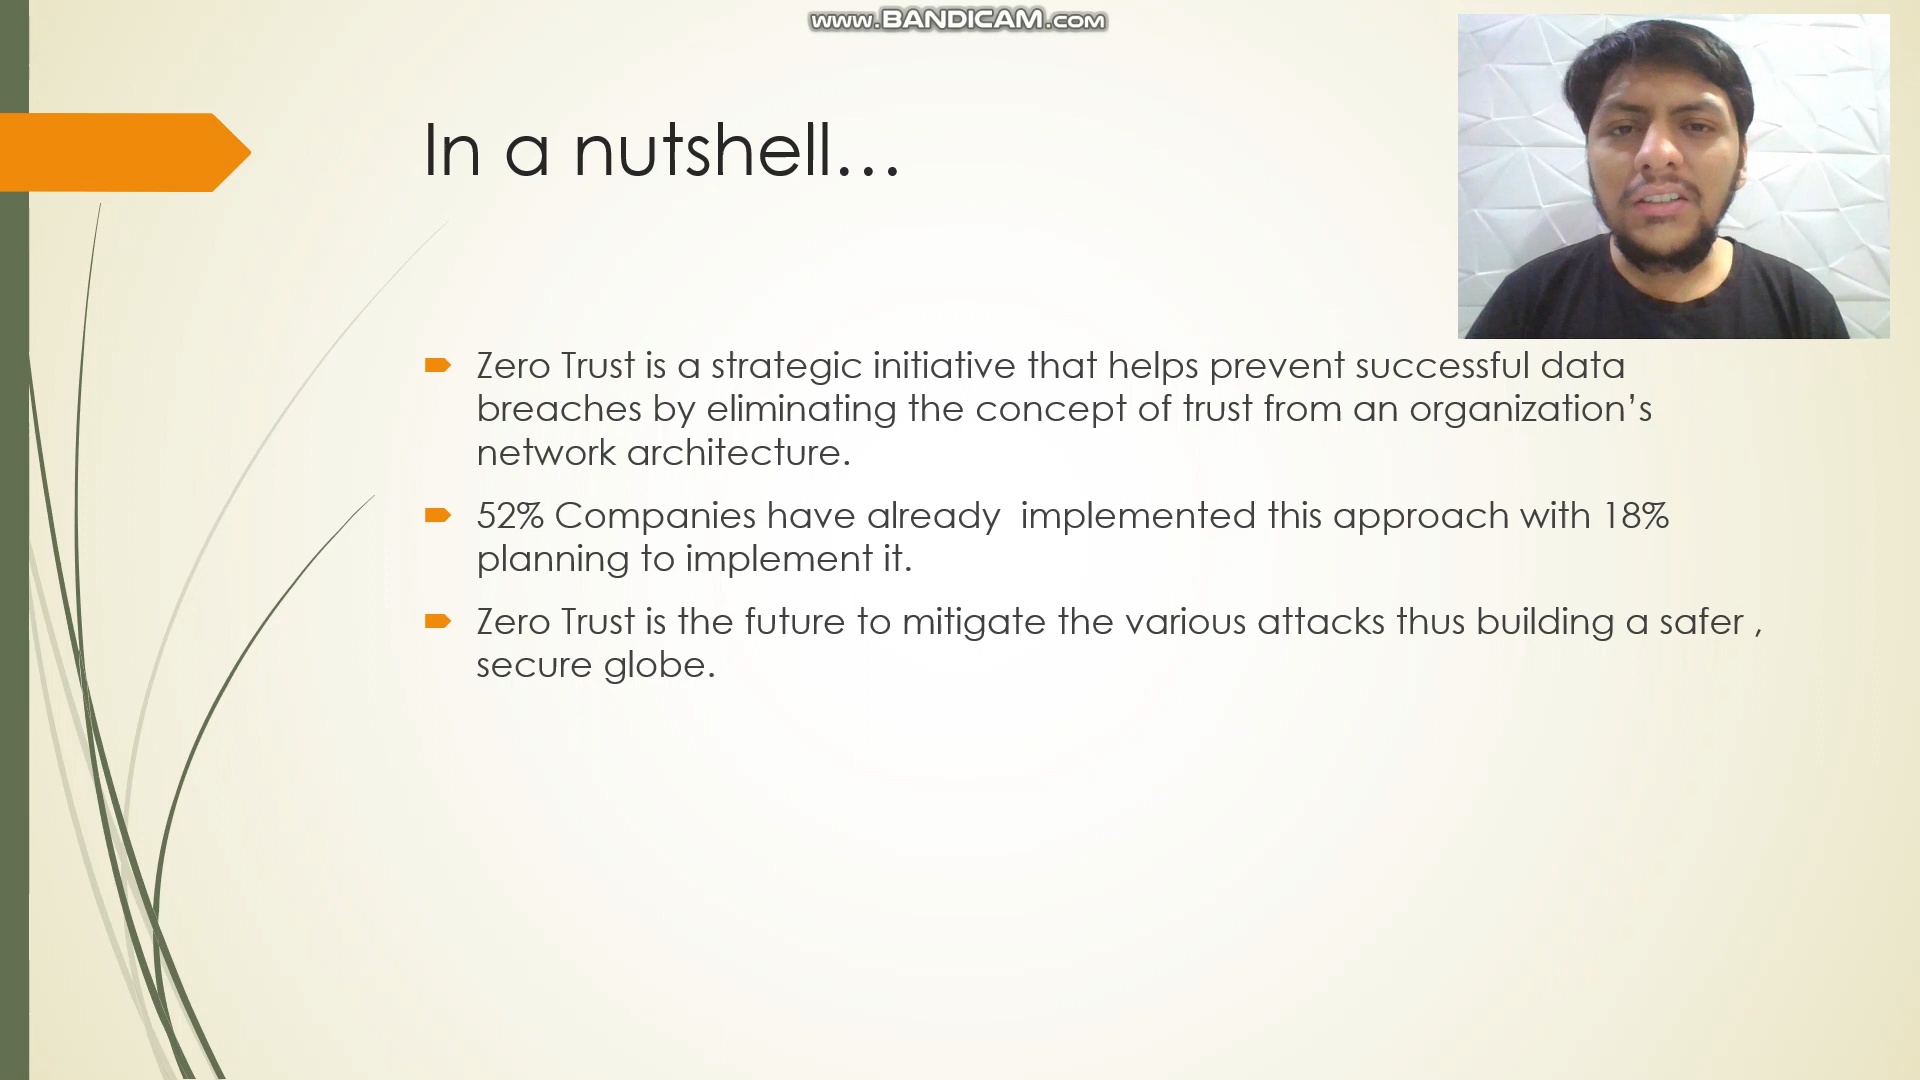 www.BANDICAM.com
In a nutshell...
Zero Trust is a strategic initiative that helps prevent successful data
breaches by eliminating the concept of trust from an organization’s
network architecture.
52% Companies have already  implemented this approach with 18%
planning to implement it.
Zero Trust is the future to mitigate the various attacks thus building a safer ,
secure globe.